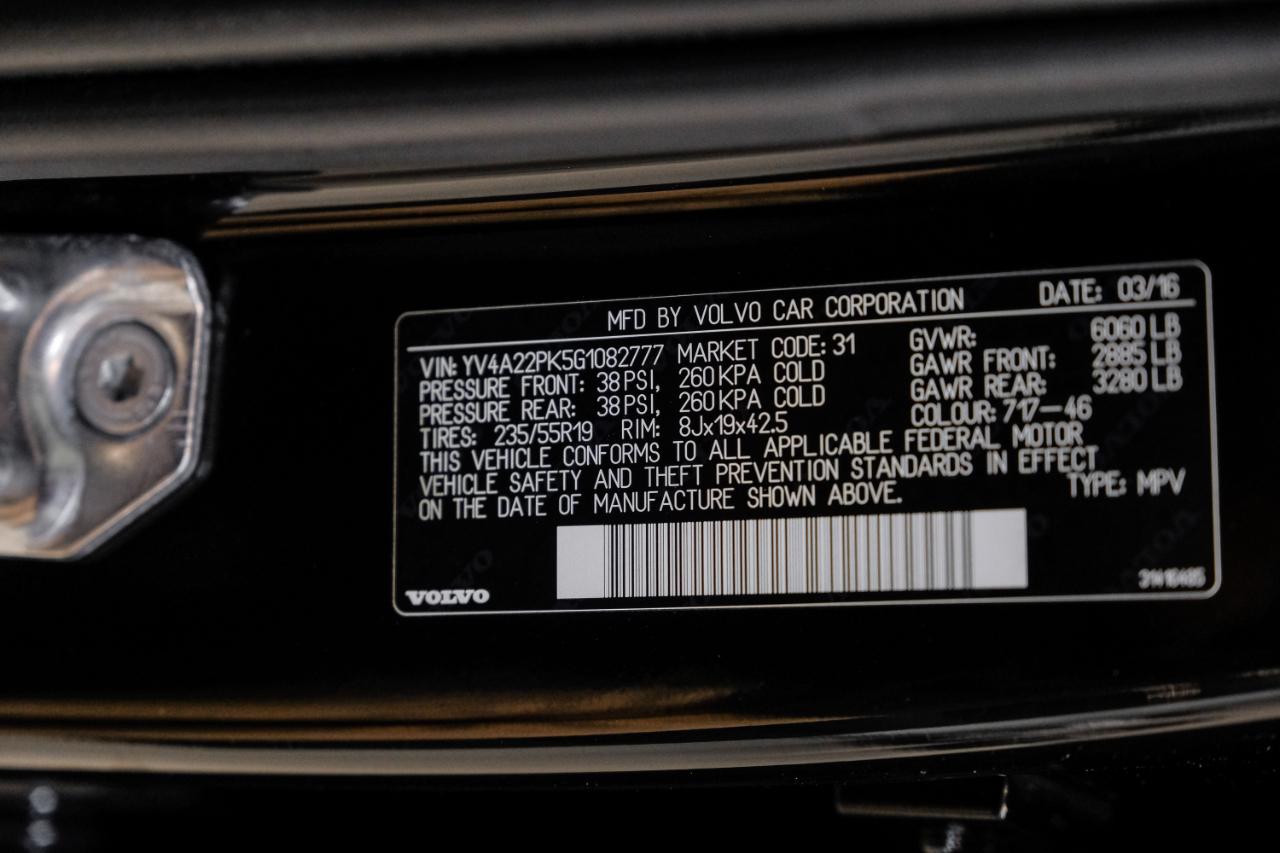 MFD BY VOLVO CAR CORPORATION DATE: 03/16
VIN: YV4A22PK5G1082777 MARKET CODE: 31 GVWR: 6060 LB
PRESSURE FRONT: 38 PSI, 260 KPA COLD GAWR FRONT: 2885 LB
PRESSURE REAR: 38 PSI, 260 KPA COLD GAWR REAR: 3280 LB
TIRES: 235/55R19 RIM: 8Jx19x42.5 COLOUR: 717-46
THIS VEHICLE CONFORMS TO ALL APPLICABLE FEDERAL MOTOR
VEHICLE SAFETY AND THEFT PREVENTION STANDARDS IN EFFECT
ON THE DATE OF MANUFACTURE SHOWN ABOVE. TYPE: MPV
VOLVO